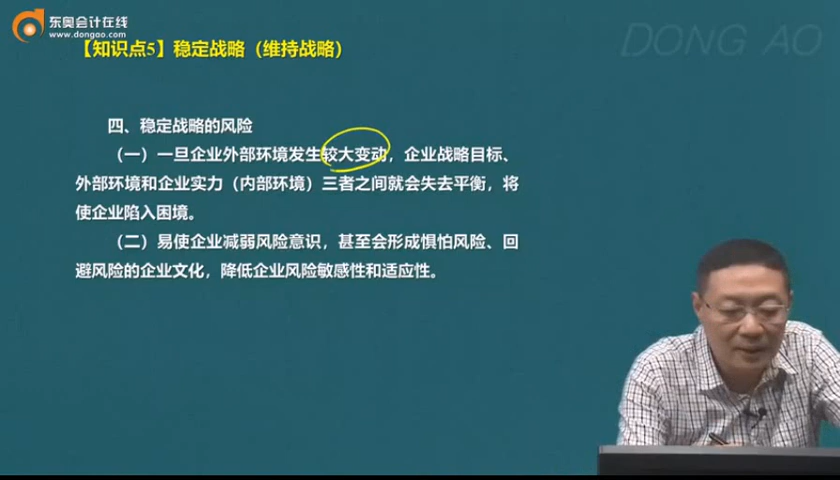 东奥会计在线
www.dongao.com
【知识点5】稳定战略（维持战略）
DONG AO
四、稳定战略的风险
（一）一旦企业外部环境发生较大变动，企业战略目标、
外部环境和企业实力（内部环境）三者之间就会失去平衡，将
使企业陷入困境。
（二）易使企业减弱风险意识，甚至会形成惧怕风险、回
避风险的企业文化，降低企业风险敏感性和适应性。